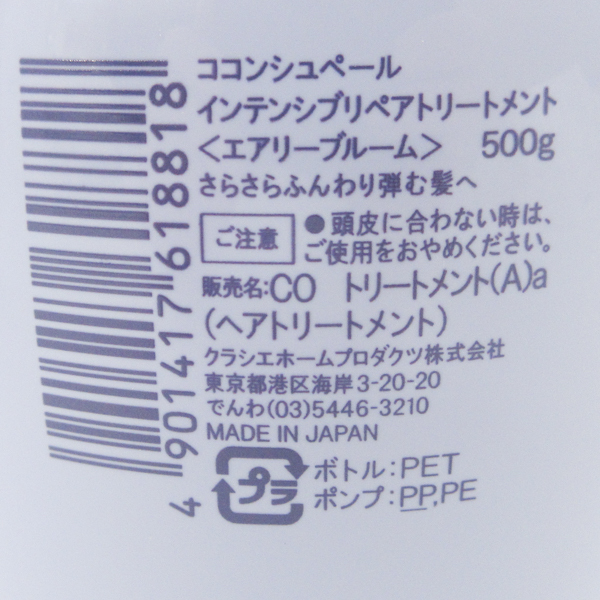 ココンシュペール
インテンシブリペアトリートメント
〈エアリーブルーム〉 500g
さらさらふんわり弾む髪へ
ご注意 ●頭皮に合わない時は、
ご使用をおやめください。
販売名:CO トリートメント(A)a
(ヘアトリートメント)
クラシエホームプロダクツ株式会社
東京都港区海岸3-20-20
でんわ(03)5446-3210
MADE IN JAPAN
プラ ボトル:PET
ポンプ:PP,PE
4 901417 618818